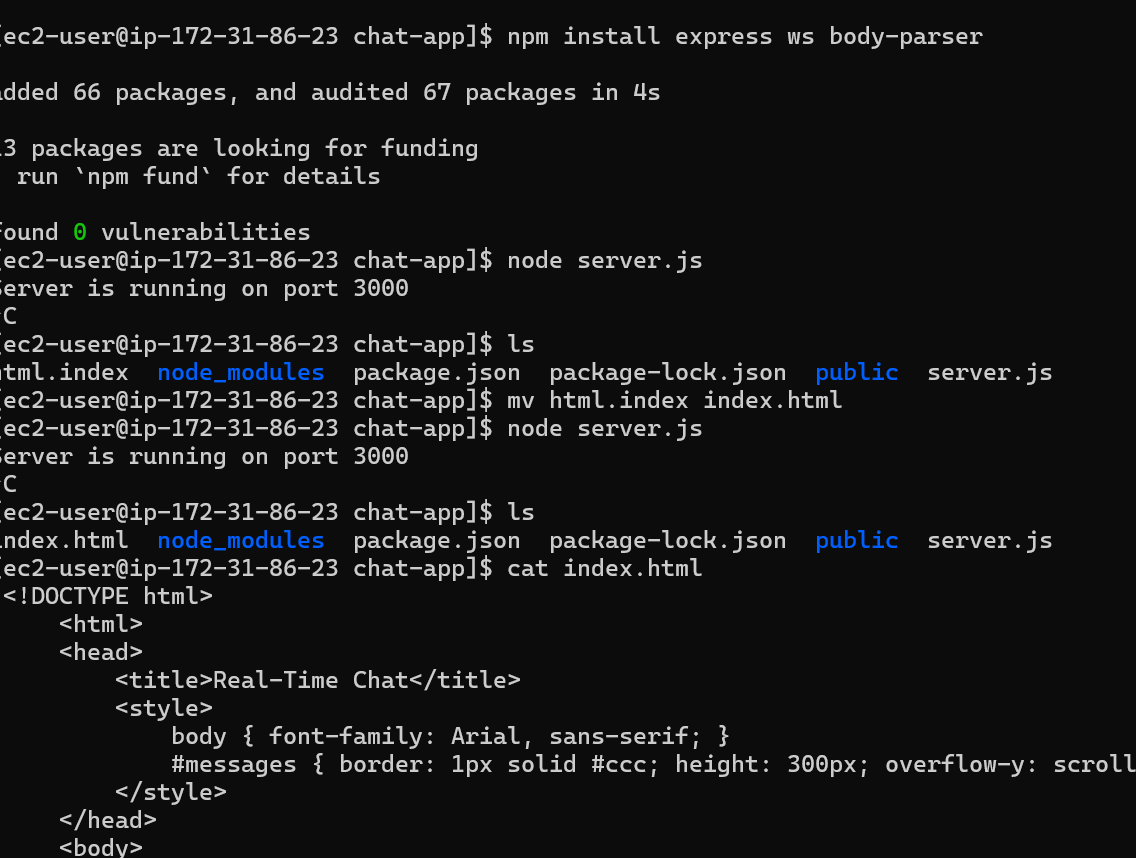 [ec2-user@ip-172-31-86-23 chat-app]$ npm install express ws body-parser
added 66 packages, and audited 67 packages in 4s
13 packages are looking for funding
run `npm fund` for details
found 0 vulnerabilities
[ec2-user@ip-172-31-86-23 chat-app]$ node server.js
Server is running on port 3000
^C
[ec2-user@ip-172-31-86-23 chat-app]$ ls
html.index  node_modules  package.json  package-lock.json  public  server.js
[ec2-user@ip-172-31-86-23 chat-app]$ mv html.index index.html
[ec2-user@ip-172-31-86-23 chat-app]$ node server.js
Server is running on port 3000
^C
[ec2-user@ip-172-31-86-23 chat-app]$ ls
index.html  node_modules  package.json  package-lock.json  public  server.js
[ec2-user@ip-172-31-86-23 chat-app]$ cat index.html
<!DOCTYPE html>
<html>
<head>
<title>Real-Time Chat</title>
<style>
body { font-family: Arial, sans-serif; }
#messages { border: 1px solid #ccc; height: 300px; overflow-y: scroll
</style>
</head>
<body>